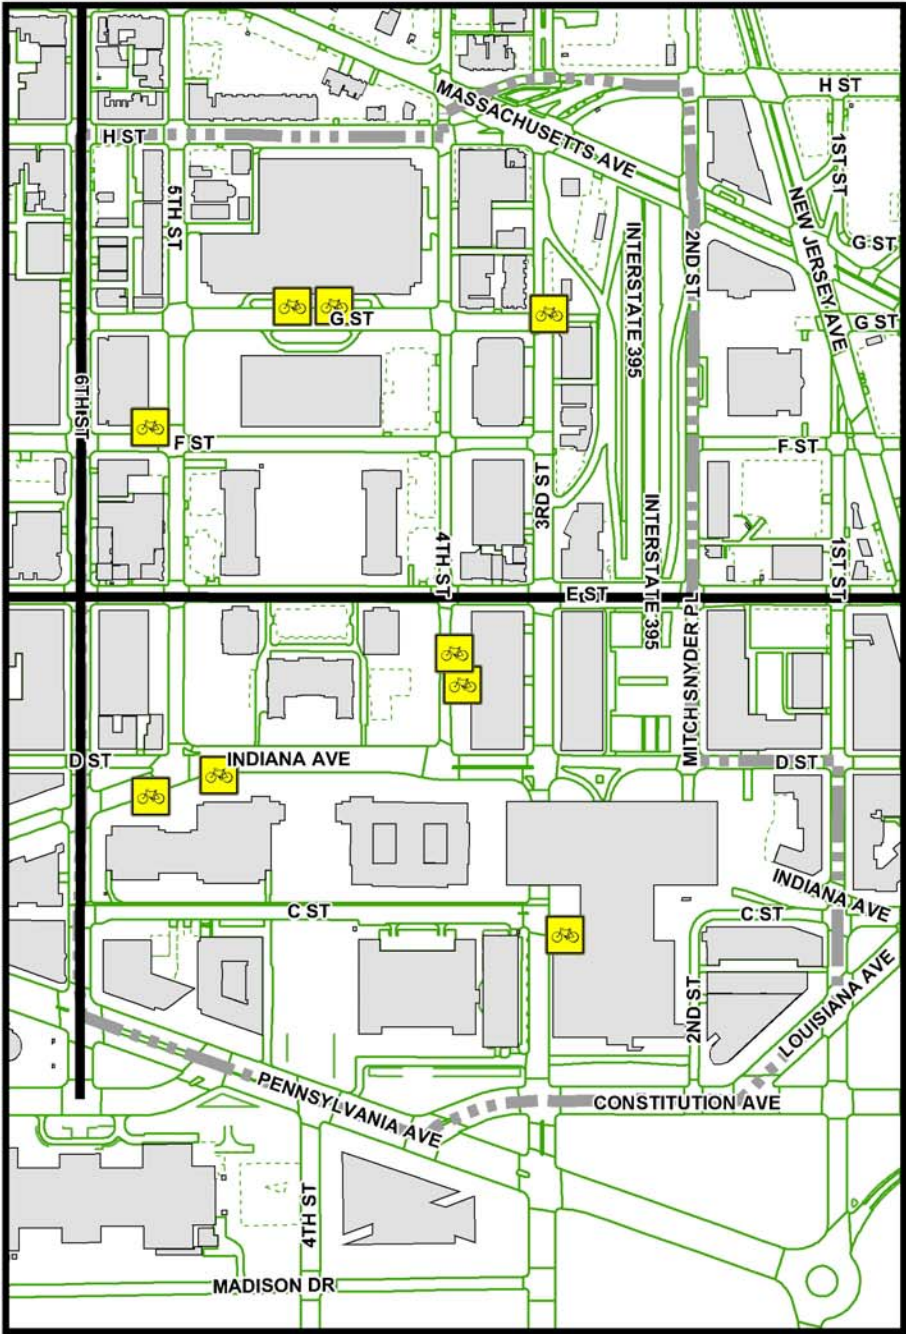 H ST
MASSACHUSETTS AVE
H ST
1ST ST
5TH ST
NEW JERSEY AVE
2ND ST
INTERSTATE 395
G ST
G ST
G ST
6TH ST
F ST
F ST
3RD ST
INTERSTATE 395
4TH ST
1ST ST
E ST
MITCH SNYDER PL
D ST
INDIANA AVE
D ST
INDIANA AVE
C ST
C ST
LOUISIANA AVE
2ND ST
PENNSYLVANIA AVE
CONSTITUTION AVE
4TH ST
MADISON DR